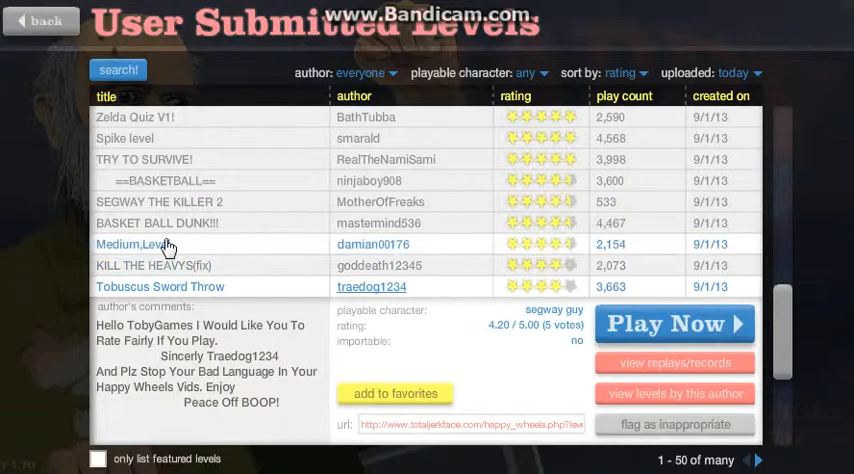 www.Bandicam.com
back
User Submitted Levels
search!
author: everyone playable character: any sort by: rating uploaded: today
title author rating play count created on
Zelda Quiz V1! BathTubba 2,590 9/1/13
Spike level smarald 4,568 9/1/13
TRY TO SURVIVE! RealTheNamiSami 3,998 9/1/13
==BASKETBALL== ninjaboy908 3,600 9/1/13
SEGWAY THE KILLER 2 MotherOfFreaks 533 9/1/13
BASKET BALL DUNK!!! mastermind536 4,467 9/1/13
Medium,Leve damian00176 2,154 9/1/13
KILL THE HEAVYS(fix) goddeath12345 2,073 9/1/13
Tobuscus Sword Throw traedog1234 3,663 9/1/13
author's comments:
Hello TobyGames I Would Like You To
Rate Fairly If You Play.
Sincerly Traedog1234
And Plz Stop Your Bad Language In Your
Happy Wheels Vids. Enjoy
Peace Off BOOP!
playable character: segway guy
rating: 4.20 / 5.00 (5 votes)
importable: no
add to favorites
url: http://www.totaljerkface.com/happy_wheels.php?leve
Play Now
view replays/records
view levels by this author
flag as inappropriate
only list featured levels
1 - 50 of many